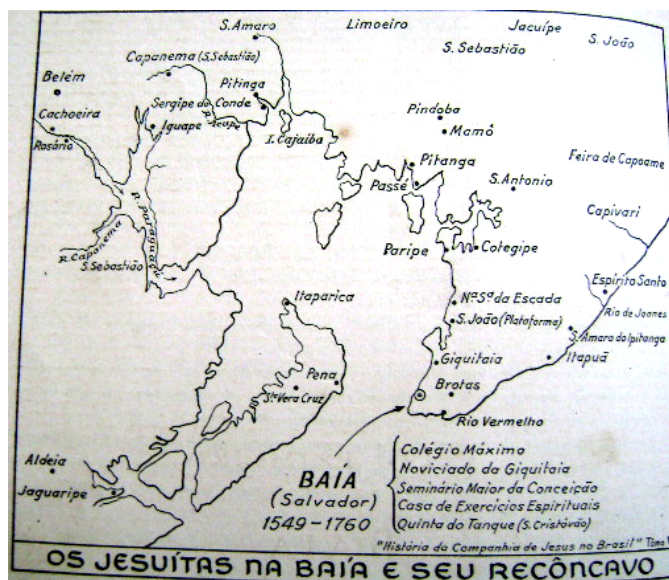 S. Amaro
Limoeiro
Jacuípe
S. Sebastião
S. João
Capanema (S. Sebastião)
Belém
Pitinga
Sergipe do
Conde
Cachoeira
Iguape
Rosário
I. Cajaiba
Pindoba
Mamô
Pitanga
Passé
S. Antonio
Feira de Capoame
Capivari
R. Paraguaçú
R. Capanema
S. Sebastião
Paripe
Cotegipe
Espírito Santo
Rio de Joanes
Itaparica
Nª Sª da Escada
S. João (Plataforma)
S. Amaro do Ipitanga
Giquitaia
Itapuã
Pena
Stª Vera Cruz
Brotas
Rio Vermelho
Aldeia
Jaguaripe
BAÍA
(Salvador)
1549-1760
Colégio Máximo
Noviciado da Giquitaia
Seminário Maior da Conceição
Casa de Exercícios Espirituais
Quinta do Tanque (S. Cristóvão)
"História da Companhia de Jesus no Brasil" Tômo
OS JESUÍTAS NA BAÍA E SEU RECÔNCAVO